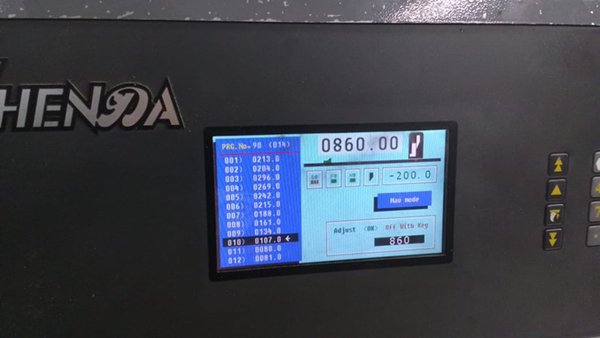 HENDA
PRG.No= 90 (014)
001) 0213.0
002) 0204.0
003) 0296.0
004) 0269.0
005) 0242.0
006) 0215.0
007) 0188.0
008) 0161.0
009) 0134.0
010) 0107.0 ←
011) 0080.0
012) 0081.0
0860.00
-200.0
Man mode
Adjust (OK) Off With Key
860